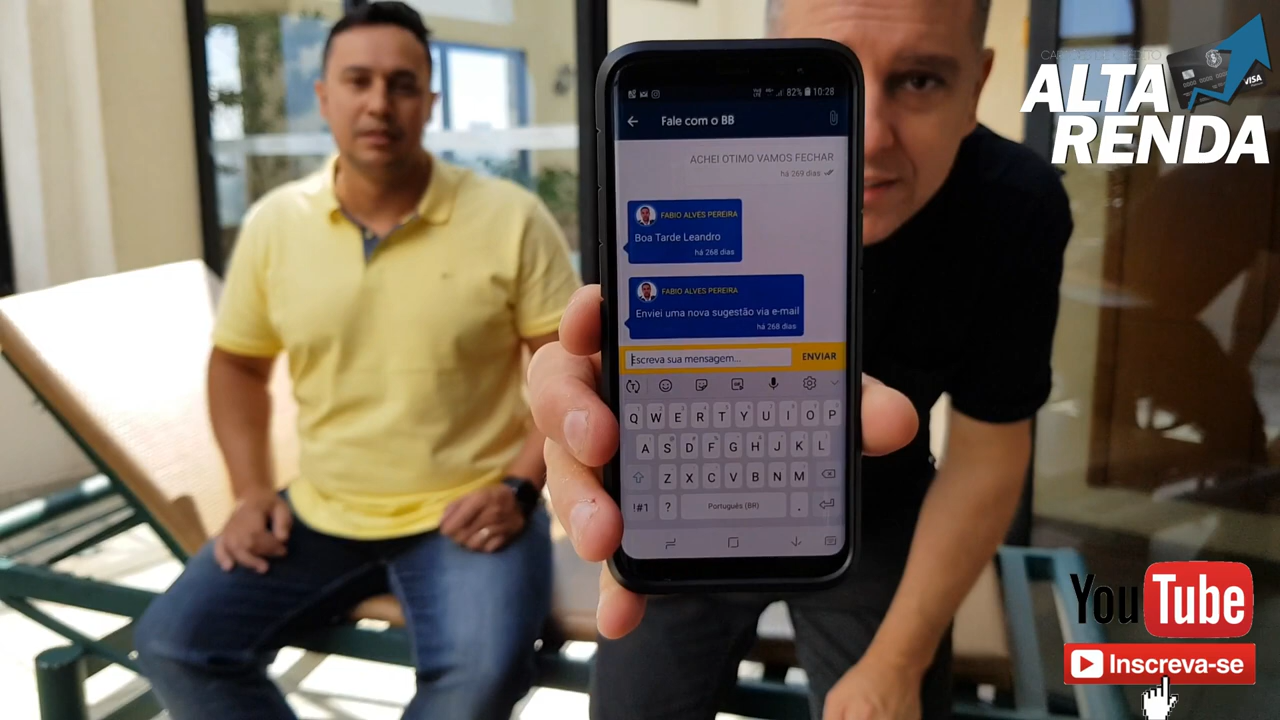 82% 10:28
Fale com o BB
ACHEI OTIMO VAMOS FECHAR
há 269 dias
FABIO ALVES PEREIRA
Boa Tarde Leandro
há 268 dias
FABIO ALVES PEREIRA
Enviei uma nova sugestão via e-mail
há 268 dias
Escreva sua mensagem... ENVIAR
Q W E R T Y U I O P
A S D F G H J K L
Z X C V B N M
!#1 ? Português (BR) .
ALTA
RENDA
VISA
YouTube
Inscreva-se